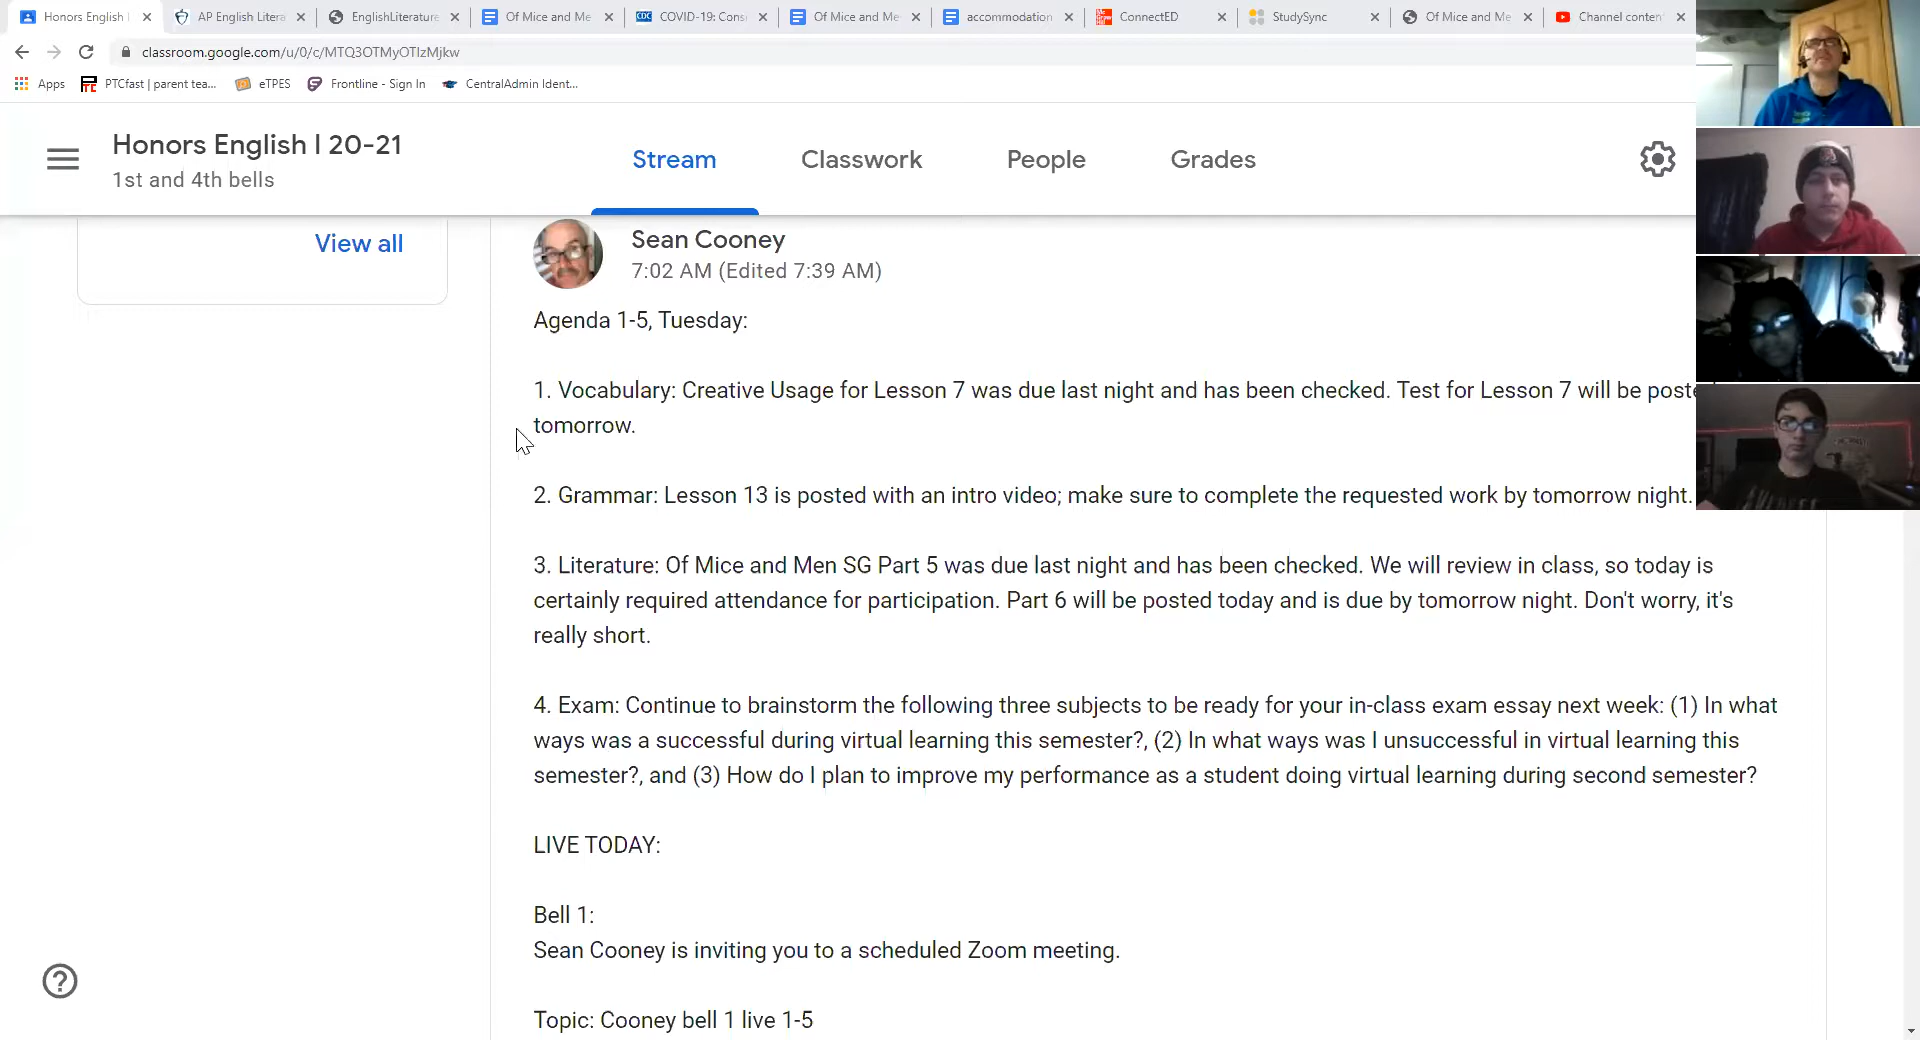 Honors English I
AP English Litera
EnglishLiterature
Of Mice and Me
COVID-19: Cons
Of Mice and Me
accommodation
ConnectED
StudySync
Of Mice and Me
Channel conten
classroom.google.com/u/0/c/MTQ3OTMyOTIzMjkw
Apps
PTCfast | parent tea...
eTPES
Frontline - Sign In
CentralAdmin Ident...
Honors English I 20-21
1st and 4th bells
Stream
Classwork
People
Grades
View all
Sean Cooney
7:02 AM (Edited 7:39 AM)
Agenda 1-5, Tuesday:
1. Vocabulary: Creative Usage for Lesson 7 was due last night and has been checked. Test for Lesson 7 will be poste
tomorrow.
2. Grammar: Lesson 13 is posted with an intro video; make sure to complete the requested work by tomorrow night.
3. Literature: Of Mice and Men SG Part 5 was due last night and has been checked. We will review in class, so today is
certainly required attendance for participation. Part 6 will be posted today and is due by tomorrow night. Don't worry, it's
really short.
4. Exam: Continue to brainstorm the following three subjects to be ready for your in-class exam essay next week: (1) In what
ways was a successful during virtual learning this semester?, (2) In what ways was I unsuccessful in virtual learning this
semester?, and (3) How do I plan to improve my performance as a student doing virtual learning during second semester?
LIVE TODAY:
Bell 1:
Sean Cooney is inviting you to a scheduled Zoom meeting.
Topic: Cooney bell 1 live 1-5